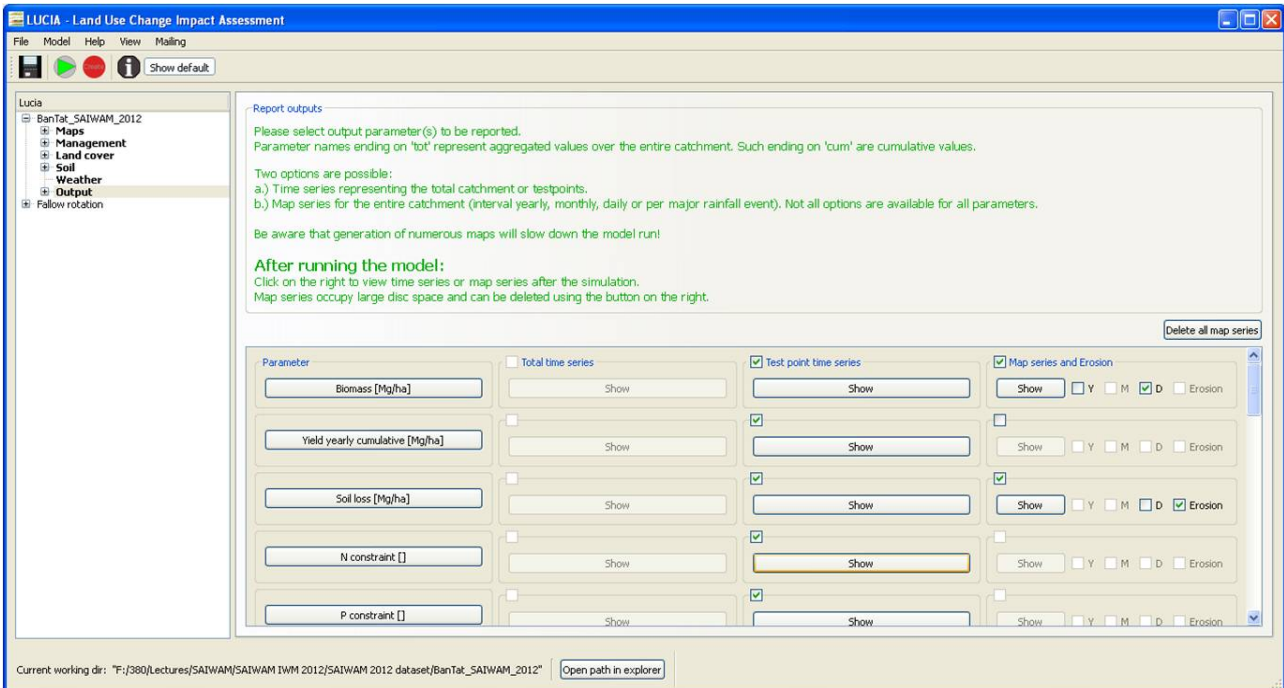 LUCIA - Land Use Change Impact Assessment
File Model Help View Mailing
Create Show default
Lucia
BanTat_SAIWAM_2012
Maps
Management
Land cover
Soil
Weather
Output
Fallow rotation
Report outputs
Please select output parameter(s) to be reported.
Parameter names ending on 'tot' represent aggregated values over the entire catchment. Such ending on 'cum' are cumulative values.
Two options are possible:
a.) Time series representing the total catchment or testpoints.
b.) Map series for the entire catchment (interval yearly, monthly, daily or per major rainfall event). Not all options are available for all parameters.
Be aware that generation of numerous maps will slow down the model run!
After running the model:
Click on the right to view time series or map series after the simulation.
Map series occupy large disc space and can be deleted using the button on the right.
Delete all map series
Parameter Total time series Test point time series Map series and Erosion
Biomass [Mg/ha] Show Show Show Y M D Erosion
Yield yearly cumulative [Mg/ha] Show Show Show Y M D Erosion
Soil loss [Mg/ha] Show Show Show Y M D Erosion
N constraint [] Show Show Show Y M D Erosion
P constraint [] Show Show Show Y M D Erosion
Current working dir: "F:/380/Lectures/SAIWAM/SAIWAM IWM 2012/SAIWAM 2012 dataset/BanTat_SAIWAM_2012" Open path in explorer